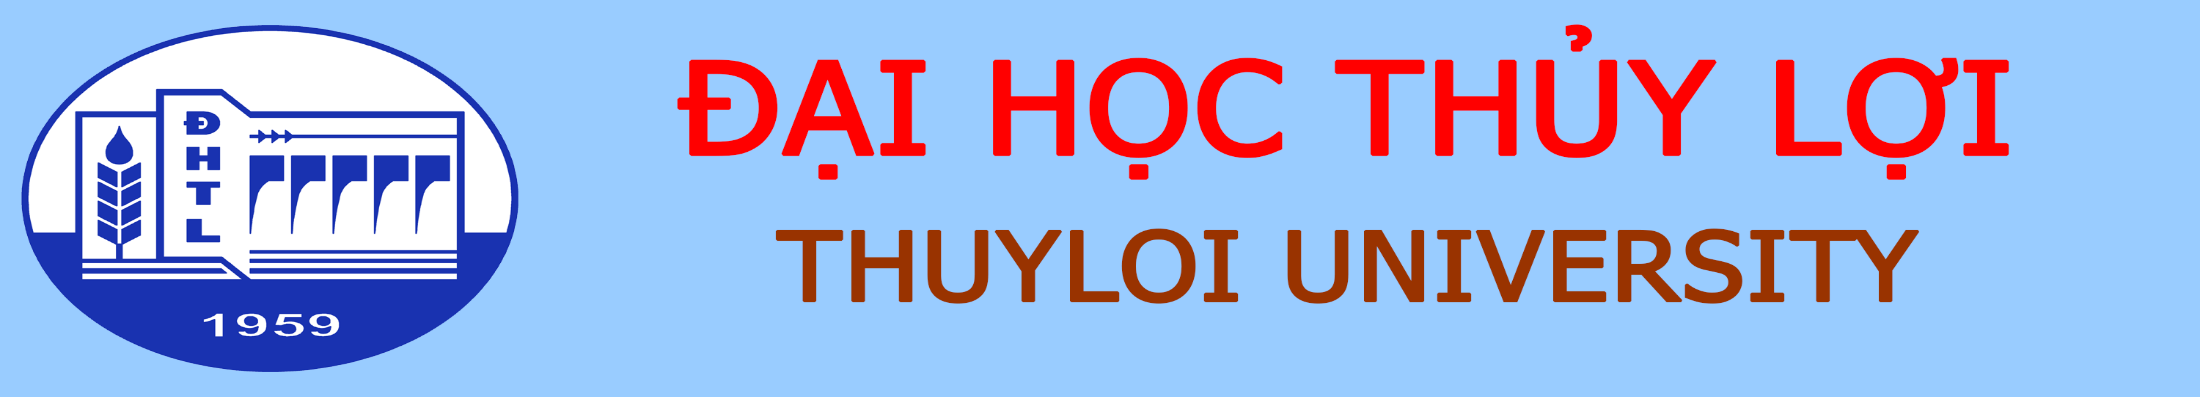 ĐHTL
1959
ĐẠI HỌC THỦY LỢI
THUYLOI UNIVERSITY